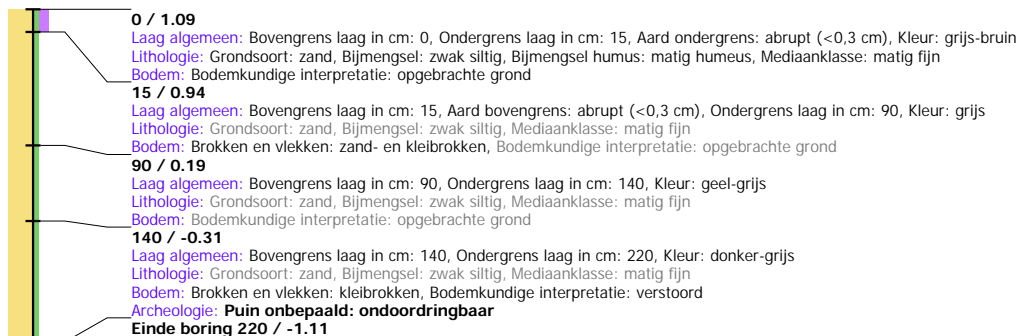 0 / 1.09
Laag algemeen: Bovengrens laag in cm: 0, Ondergrens laag in cm: 15, Aard ondergrens: abrupt (<0,3 cm), Kleur: grijs-bruin
Lithologie: Grondsoort: zand, Bijmengsel: zwak siltig, Bijmengsel humus: matig humeus, Mediaanklasse: matig fijn
Bodem: Bodemkundige interpretatie: opgebrachte grond
15 / 0.94
Laag algemeen: Bovengrens laag in cm: 15, Aard bovengrens: abrupt (<0,3 cm), Ondergrens laag in cm: 90, Kleur: grijs
Lithologie: Grondsoort: zand, Bijmengsel: zwak siltig, Mediaanklasse: matig fijn
Bodem: Brokken en vlekken: zand- en kleibrokken, Bodemkundige interpretatie: opgebrachte grond
90 / 0.19
Laag algemeen: Bovengrens laag in cm: 90, Ondergrens laag in cm: 140, Kleur: geel-grijs
Lithologie: Grondsoort: zand, Bijmengsel: zwak siltig, Mediaanklasse: matig fijn
Bodem: Bodemkundige interpretatie: opgebrachte grond
140 / -0.31
Laag algemeen: Bovengrens laag in cm: 140, Ondergrens laag in cm: 220, Kleur: donker-grijs
Lithologie: Grondsoort: zand, Bijmengsel: zwak siltig, Mediaanklasse: matig fijn
Bodem: Brokken en vlekken: kleibrokken, Bodemkundige interpretatie: verstoord
Archeologie: Puin onbepaald: ondoordringbaar
Einde boring 220 / -1.11